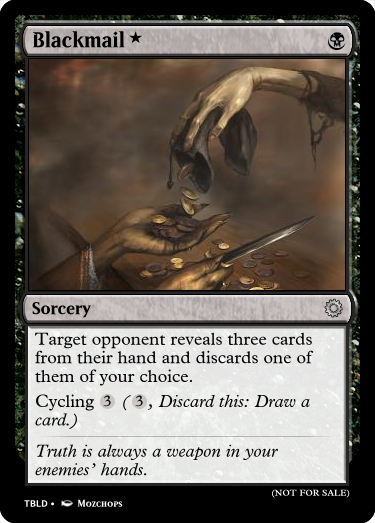 Blackmail ★
Sorcery
Target opponent reveals three cards
from their hand and discards one of
them of your choice.
Cycling 3 ( 3, Discard this: Draw a
card.)
Truth is always a weapon in your
enemies' hands.
(NOT FOR SALE)
TBLD • Mozchops